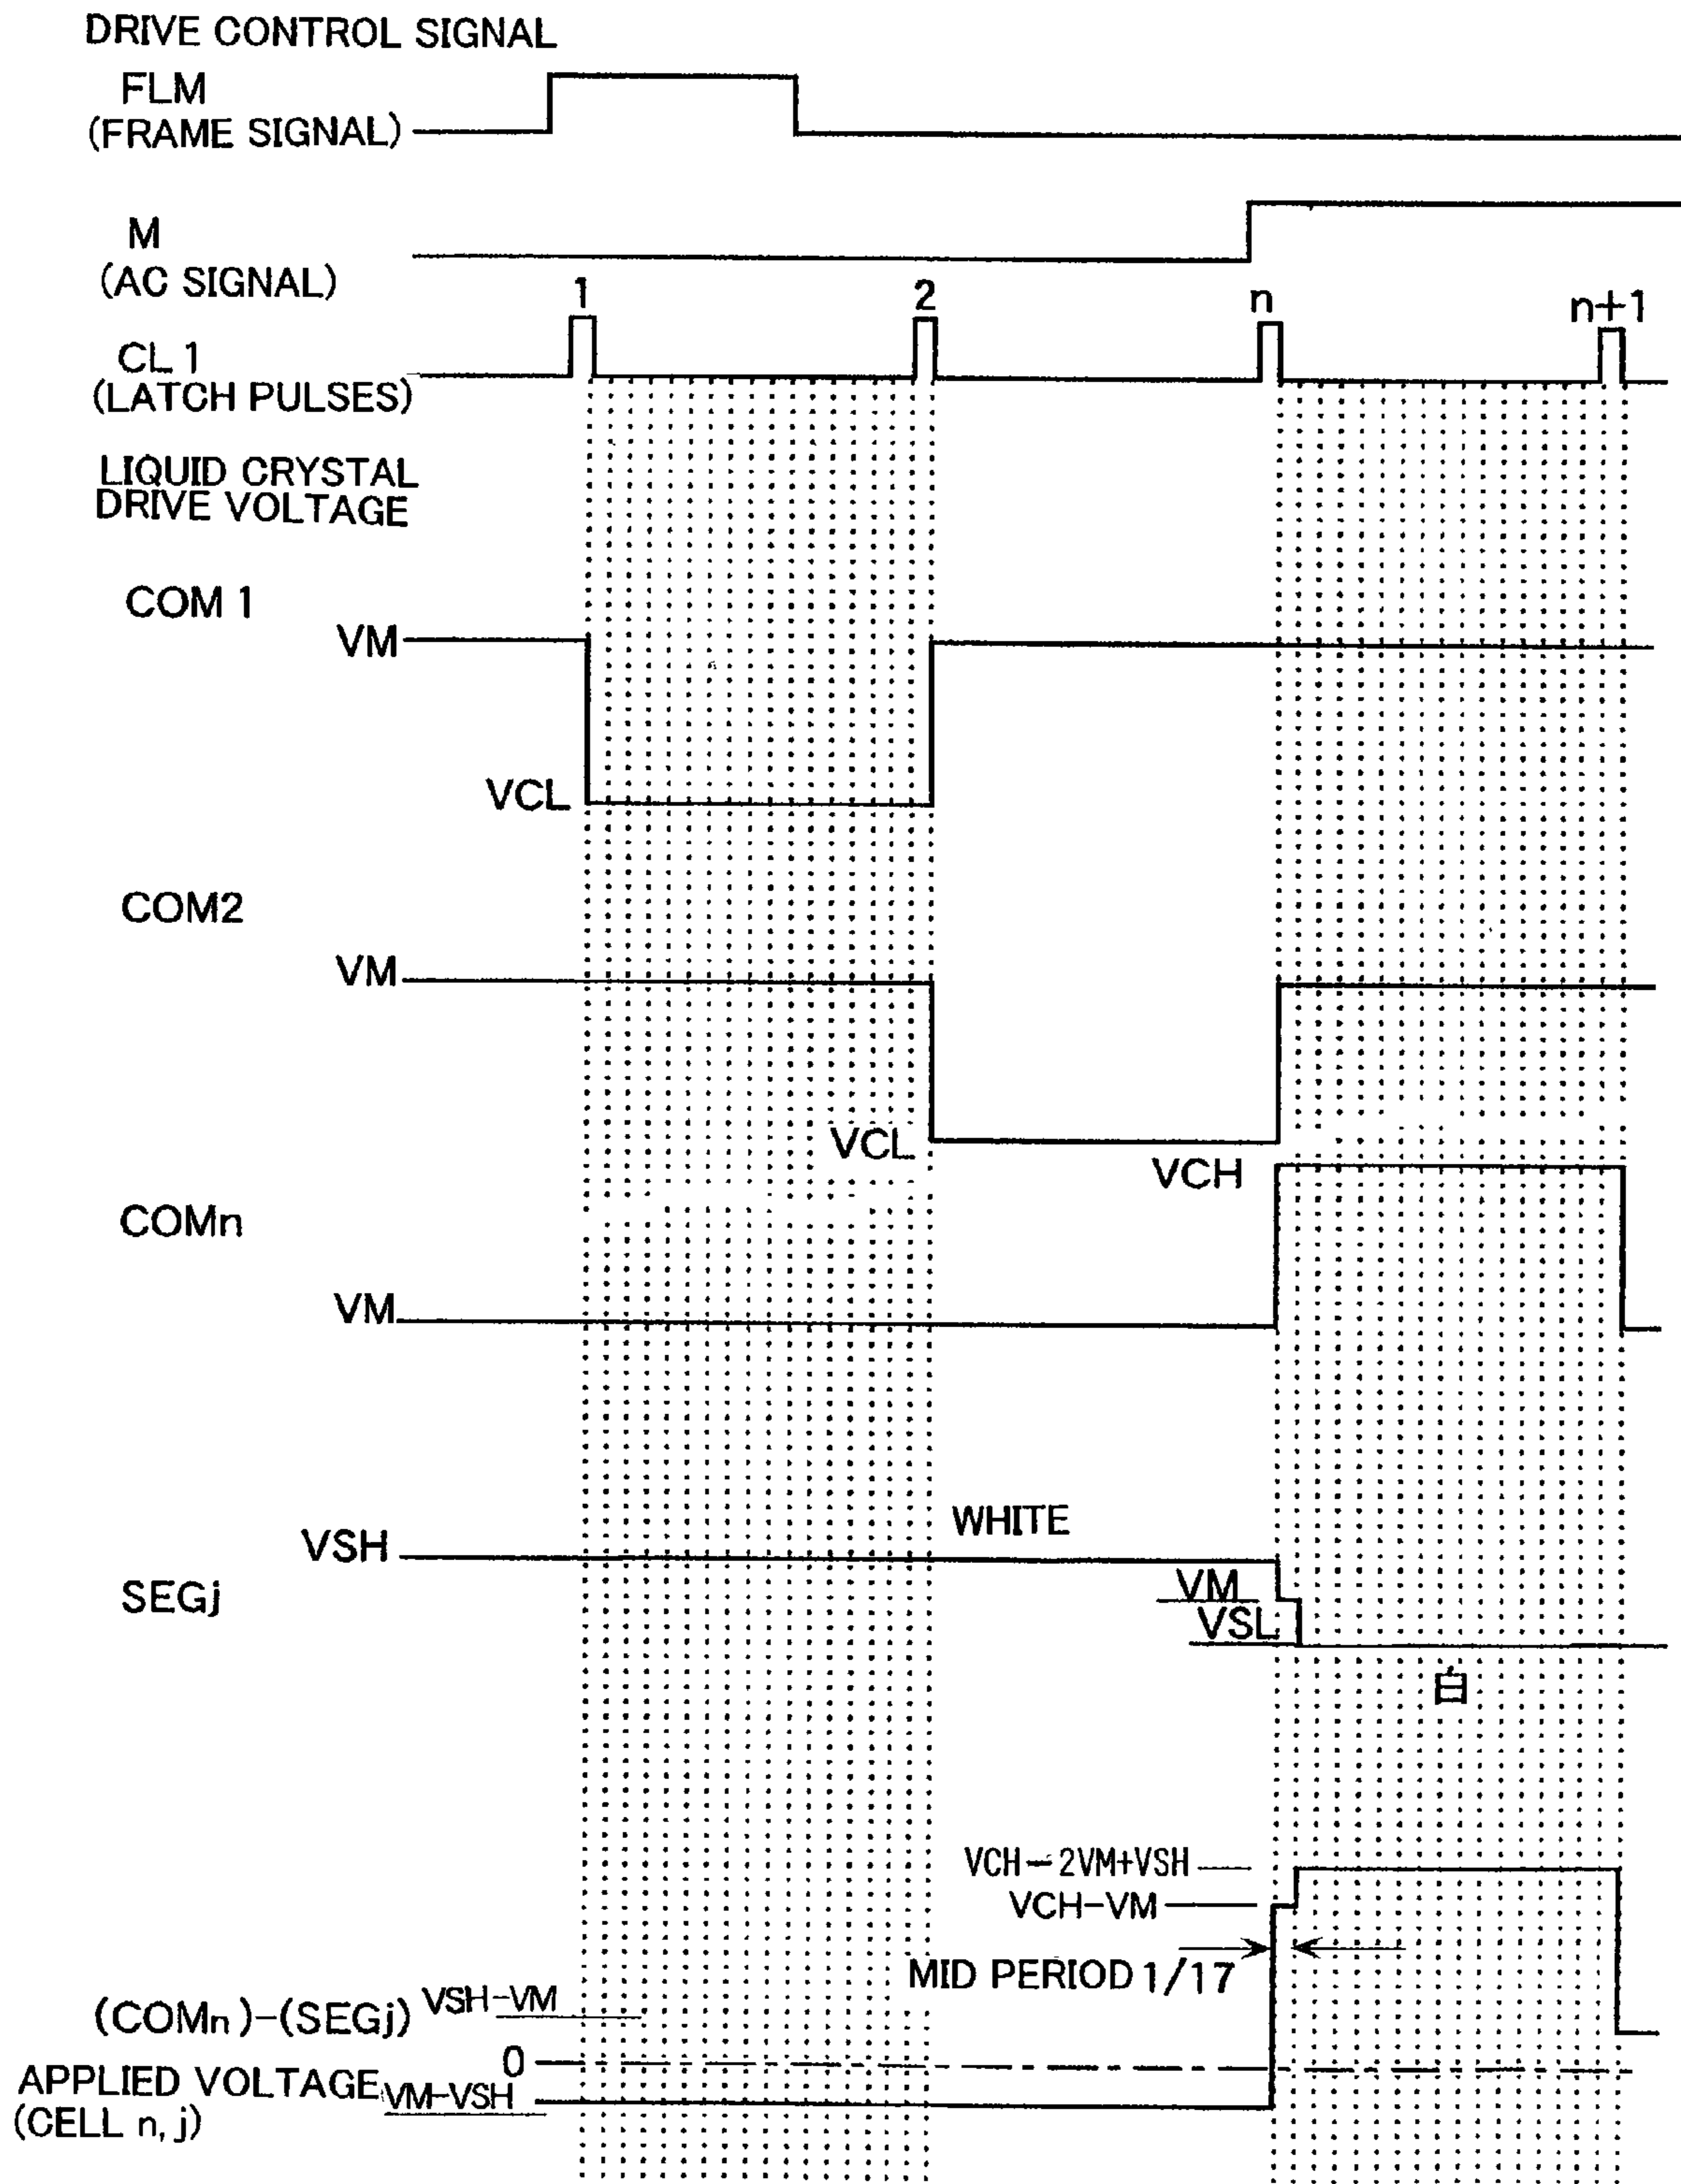 DRIVE CONTROL SIGNAL
FLM
(FRAME SIGNAL)
M
(AC SIGNAL)
1 2 n n+1
CL 1
(LATCH PULSES)
LIQUID CRYSTAL
DRIVE VOLTAGE
COM 1
VM
VCL
COM2
VM
VCL
VCH
COMn
VM
WHITE
VSH
SEGj
VM
VSL
白
VCH-2VM+VSH
VCH-VM
MID PERIOD 1/17
(COMn)-(SEGj) VSH-VM
0
APPLIED VOLTAGE VM-VSH
(CELL n, j)